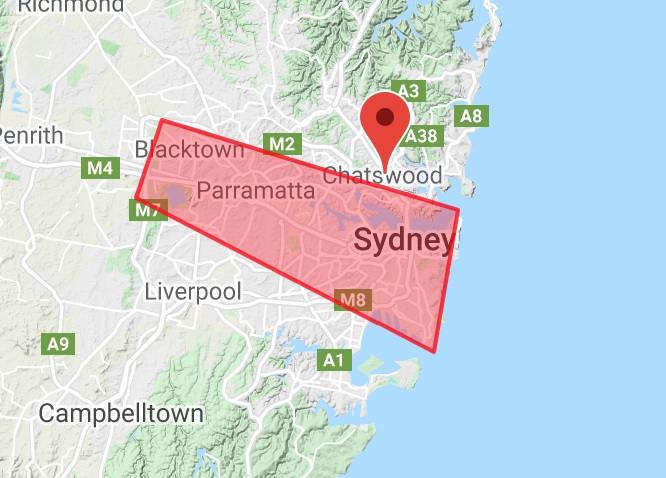 Richmond
A3
A8
Penrith
A38
Blacktown
M2
M4
Chatswood
Parramatta
M7
Sydney
Liverpool
M8
A9
A1
Campbelltown